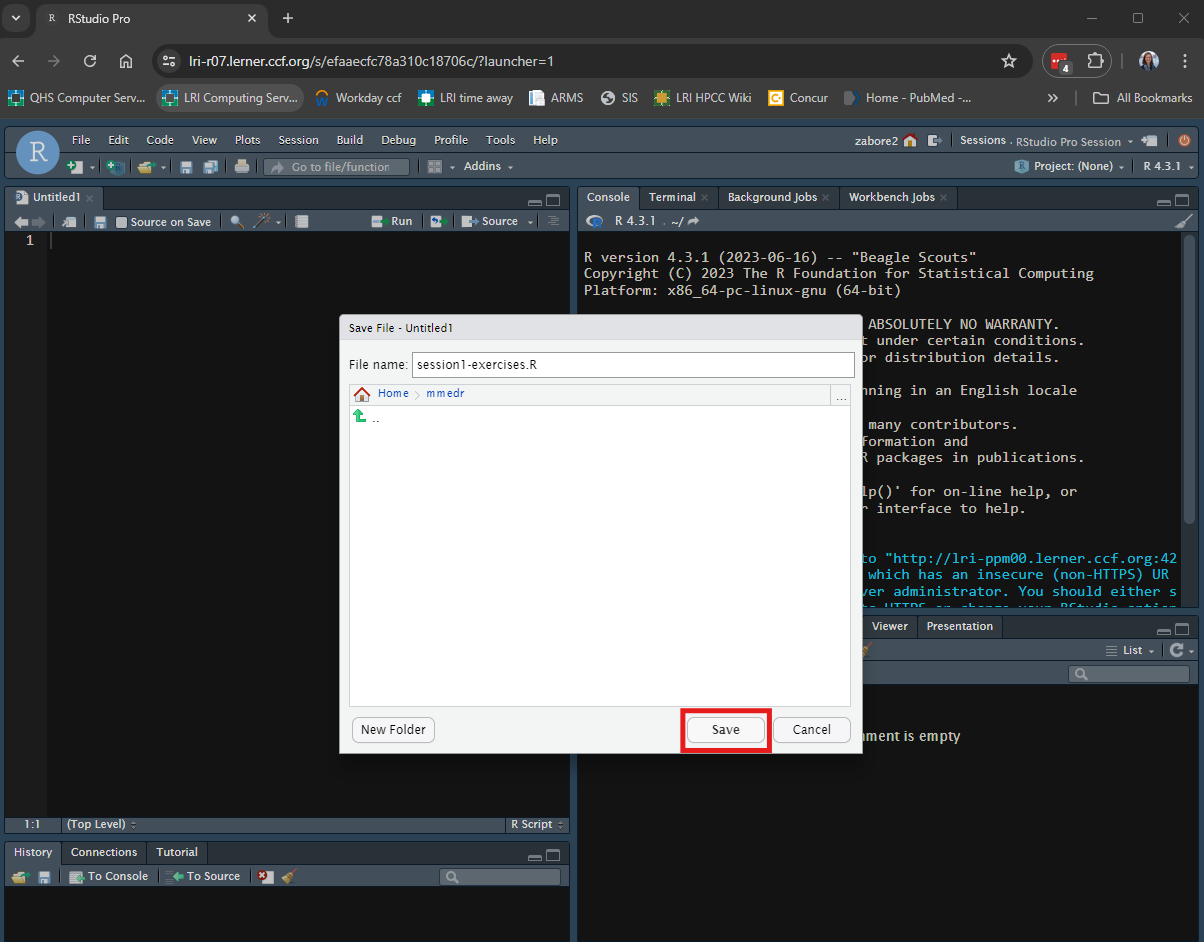 R RStudio Pro
lri-r07.lerner.ccf.org/s/efaaecfc78a310c18706c/?launcher=1
4
QHS Computer Serv... LRI Computing Serv... Workday ccf LRI time away ARMS SIS LRI HPCC Wiki Concur Home - PubMed -... All Bookmarks
R File Edit Code View Plots Session Build Debug Profile Tools Help zabore2 Sessions RStudio Pro Session
Go to file/function Addins R Project: (None) R 4.3.1
Untitled1
Source on Save Run Source
1
Console Terminal Background Jobs Workbench Jobs
R 4.3.1 . ~/
R version 4.3.1 (2023-06-16) -- "Beagle Scouts"
Copyright (C) 2023 The R Foundation for Statistical Computing
Platform: x86_64-pc-linux-gnu (64-bit)
ABSOLUTELY NO WARRANTY.
t under certain conditions.
or distribution details.
nning in an English locale
many contributors.
formation and
R packages in publications.
lp()' for on-line help, or
r interface to help.
to "http://lri-ppm00.lerner.ccf.org:42
which has an insecure (non-HTTPS) UR
ver administrator. You should either s
to HTTPS or change your RStudio option
Save File - Untitled1
File name: session1-exercises.R
Home mmedr
...
..
New Folder Save Cancel
Viewer Presentation
List
nment is empty
1:1 (Top Level) R Script
History Connections Tutorial
To Console To Source